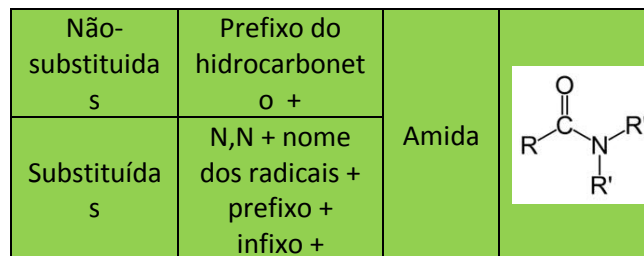 Não-
substituida
s
Prefixo do
hidrocarbonet
o +
Substituída
s
N,N + nome
dos radicais +
prefixo +
infixo +
Amida
O
R C N R'
R'